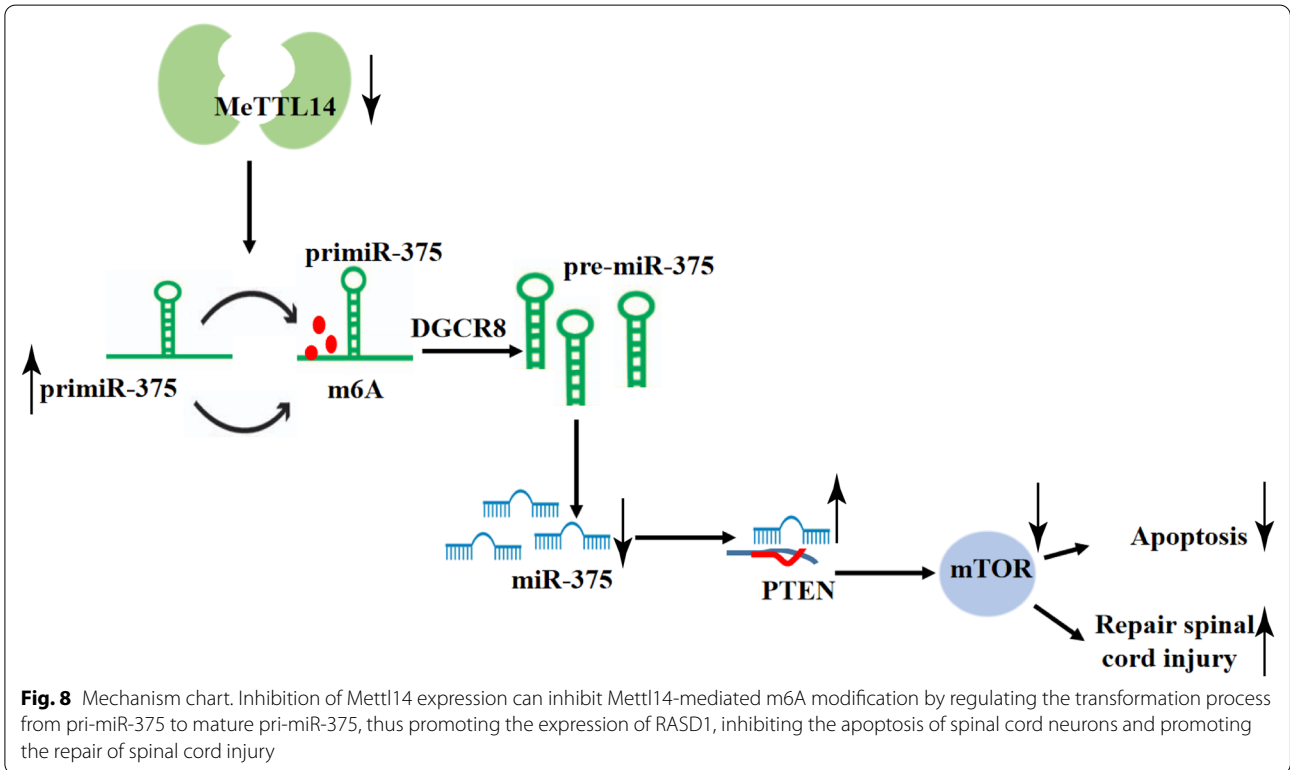 MeTTL14
primiR-375
pre-miR-375
DGCR8
primiR-375
m6A
miR-375
PTEN
mTOR
Apoptosis
Repair spinal
cord injury
Fig. 8 Mechanism chart. Inhibition of Mettl14 expression can inhibit Mettl14-mediated m6A modification by regulating the transformation process
from pri-miR-375 to mature pri-miR-375, thus promoting the expression of RASD1, inhibiting the apoptosis of spinal cord neurons and promoting
the repair of spinal cord injury